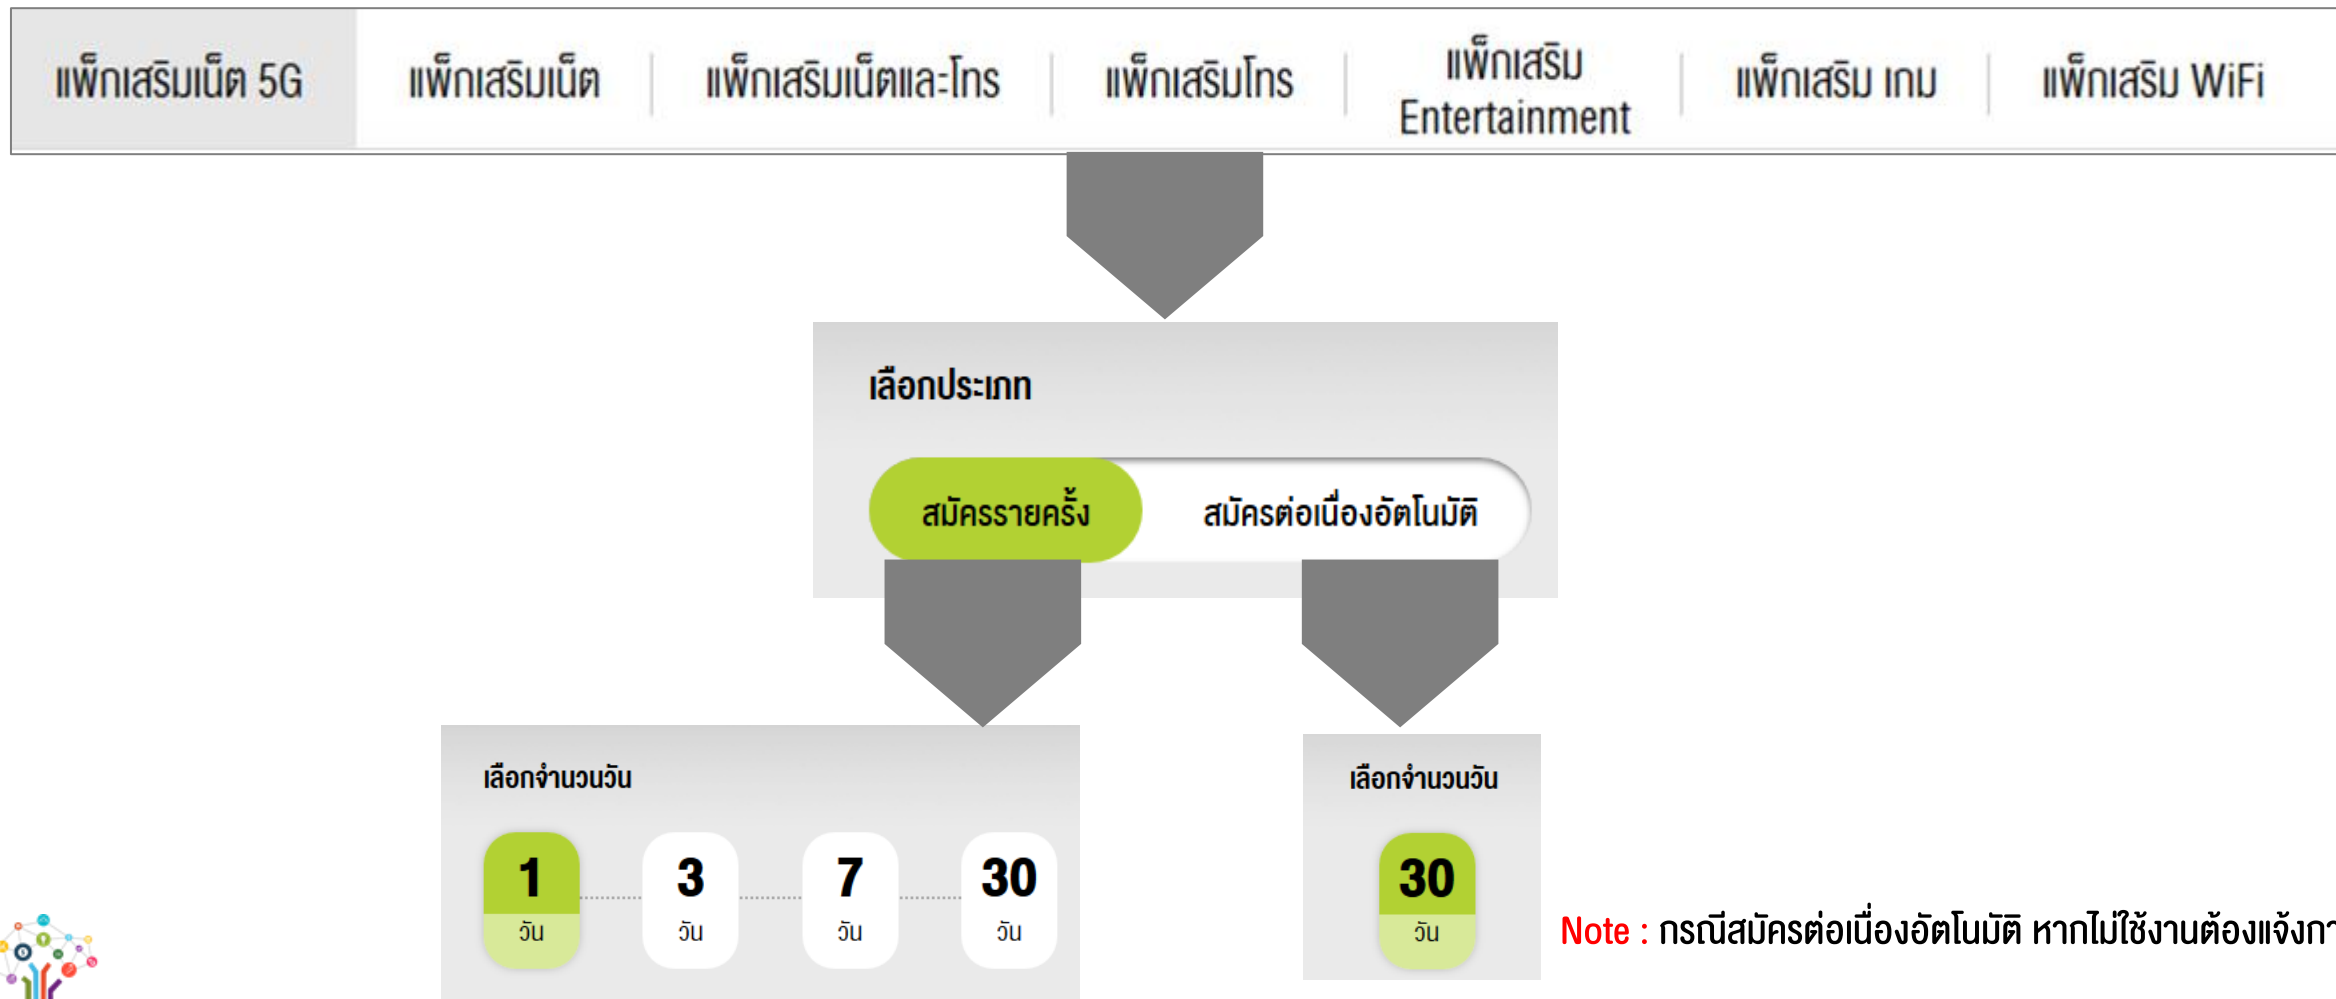 แพ็กเสริมเน็ต 5G
แพ็กเสริมเน็ต
แพ็กเสริมเน็ตและโทร
แพ็กเสริมโทร
แพ็กเสริม
Entertainment
แพ็กเสริม เกม
แพ็กเสริม WiFi
เลือกประเภท
สมัครรายครั้ง
สมัครต่อเนื่องอัตโนมัติ
เลือกจำนวนวัน
1
3
7
30
วัน
วัน
วัน
วัน
เลือกจำนวนวัน
30
วัน
Note : กรณีสมัครต่อเนื่องอัตโนมัติ หากไม่ใช้งานต้องแจ้ง